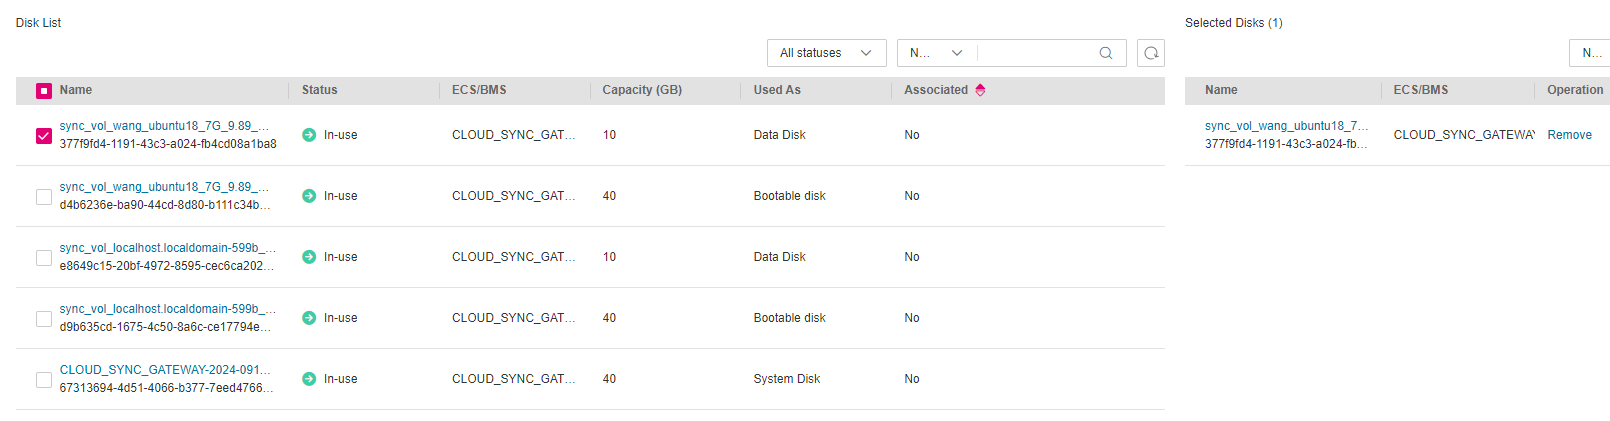 Disk List
Selected Disks (1)
All statuses
N...
N...
Name Status ECS/BMS Capacity (GB) Used As Associated
Name ECS/BMS Operation
sync_vol_wang_ubuntu18_7G_9.89_...
377f9fd4-1191-43c3-a024-fb4cd08a1ba8
In-use CLOUD_SYNC_GAT... 10 Data Disk No
sync_vol_wang_ubuntu18_7...
377f9fd4-1191-43c3-a024-fb...
CLOUD_SYNC_GATEWAY Remove
sync_vol_wang_ubuntu18_7G_9.89_...
d4b6236e-ba90-44cd-8d80-b111c34b...
In-use CLOUD_SYNC_GAT... 40 Bootable disk No
sync_vol_localhost.localdomain-599b_...
e8649c15-20bf-4972-8595-cec6ca202...
In-use CLOUD_SYNC_GAT... 10 Data Disk No
sync_vol_localhost.localdomain-599b_...
d9b635cd-1675-4c50-8a6c-ce17794e...
In-use CLOUD_SYNC_GAT... 40 Bootable disk No
CLOUD_SYNC_GATEWAY-2024-091...
67313694-4d51-4066-b377-7eed4766...
In-use CLOUD_SYNC_GAT... 40 System Disk No